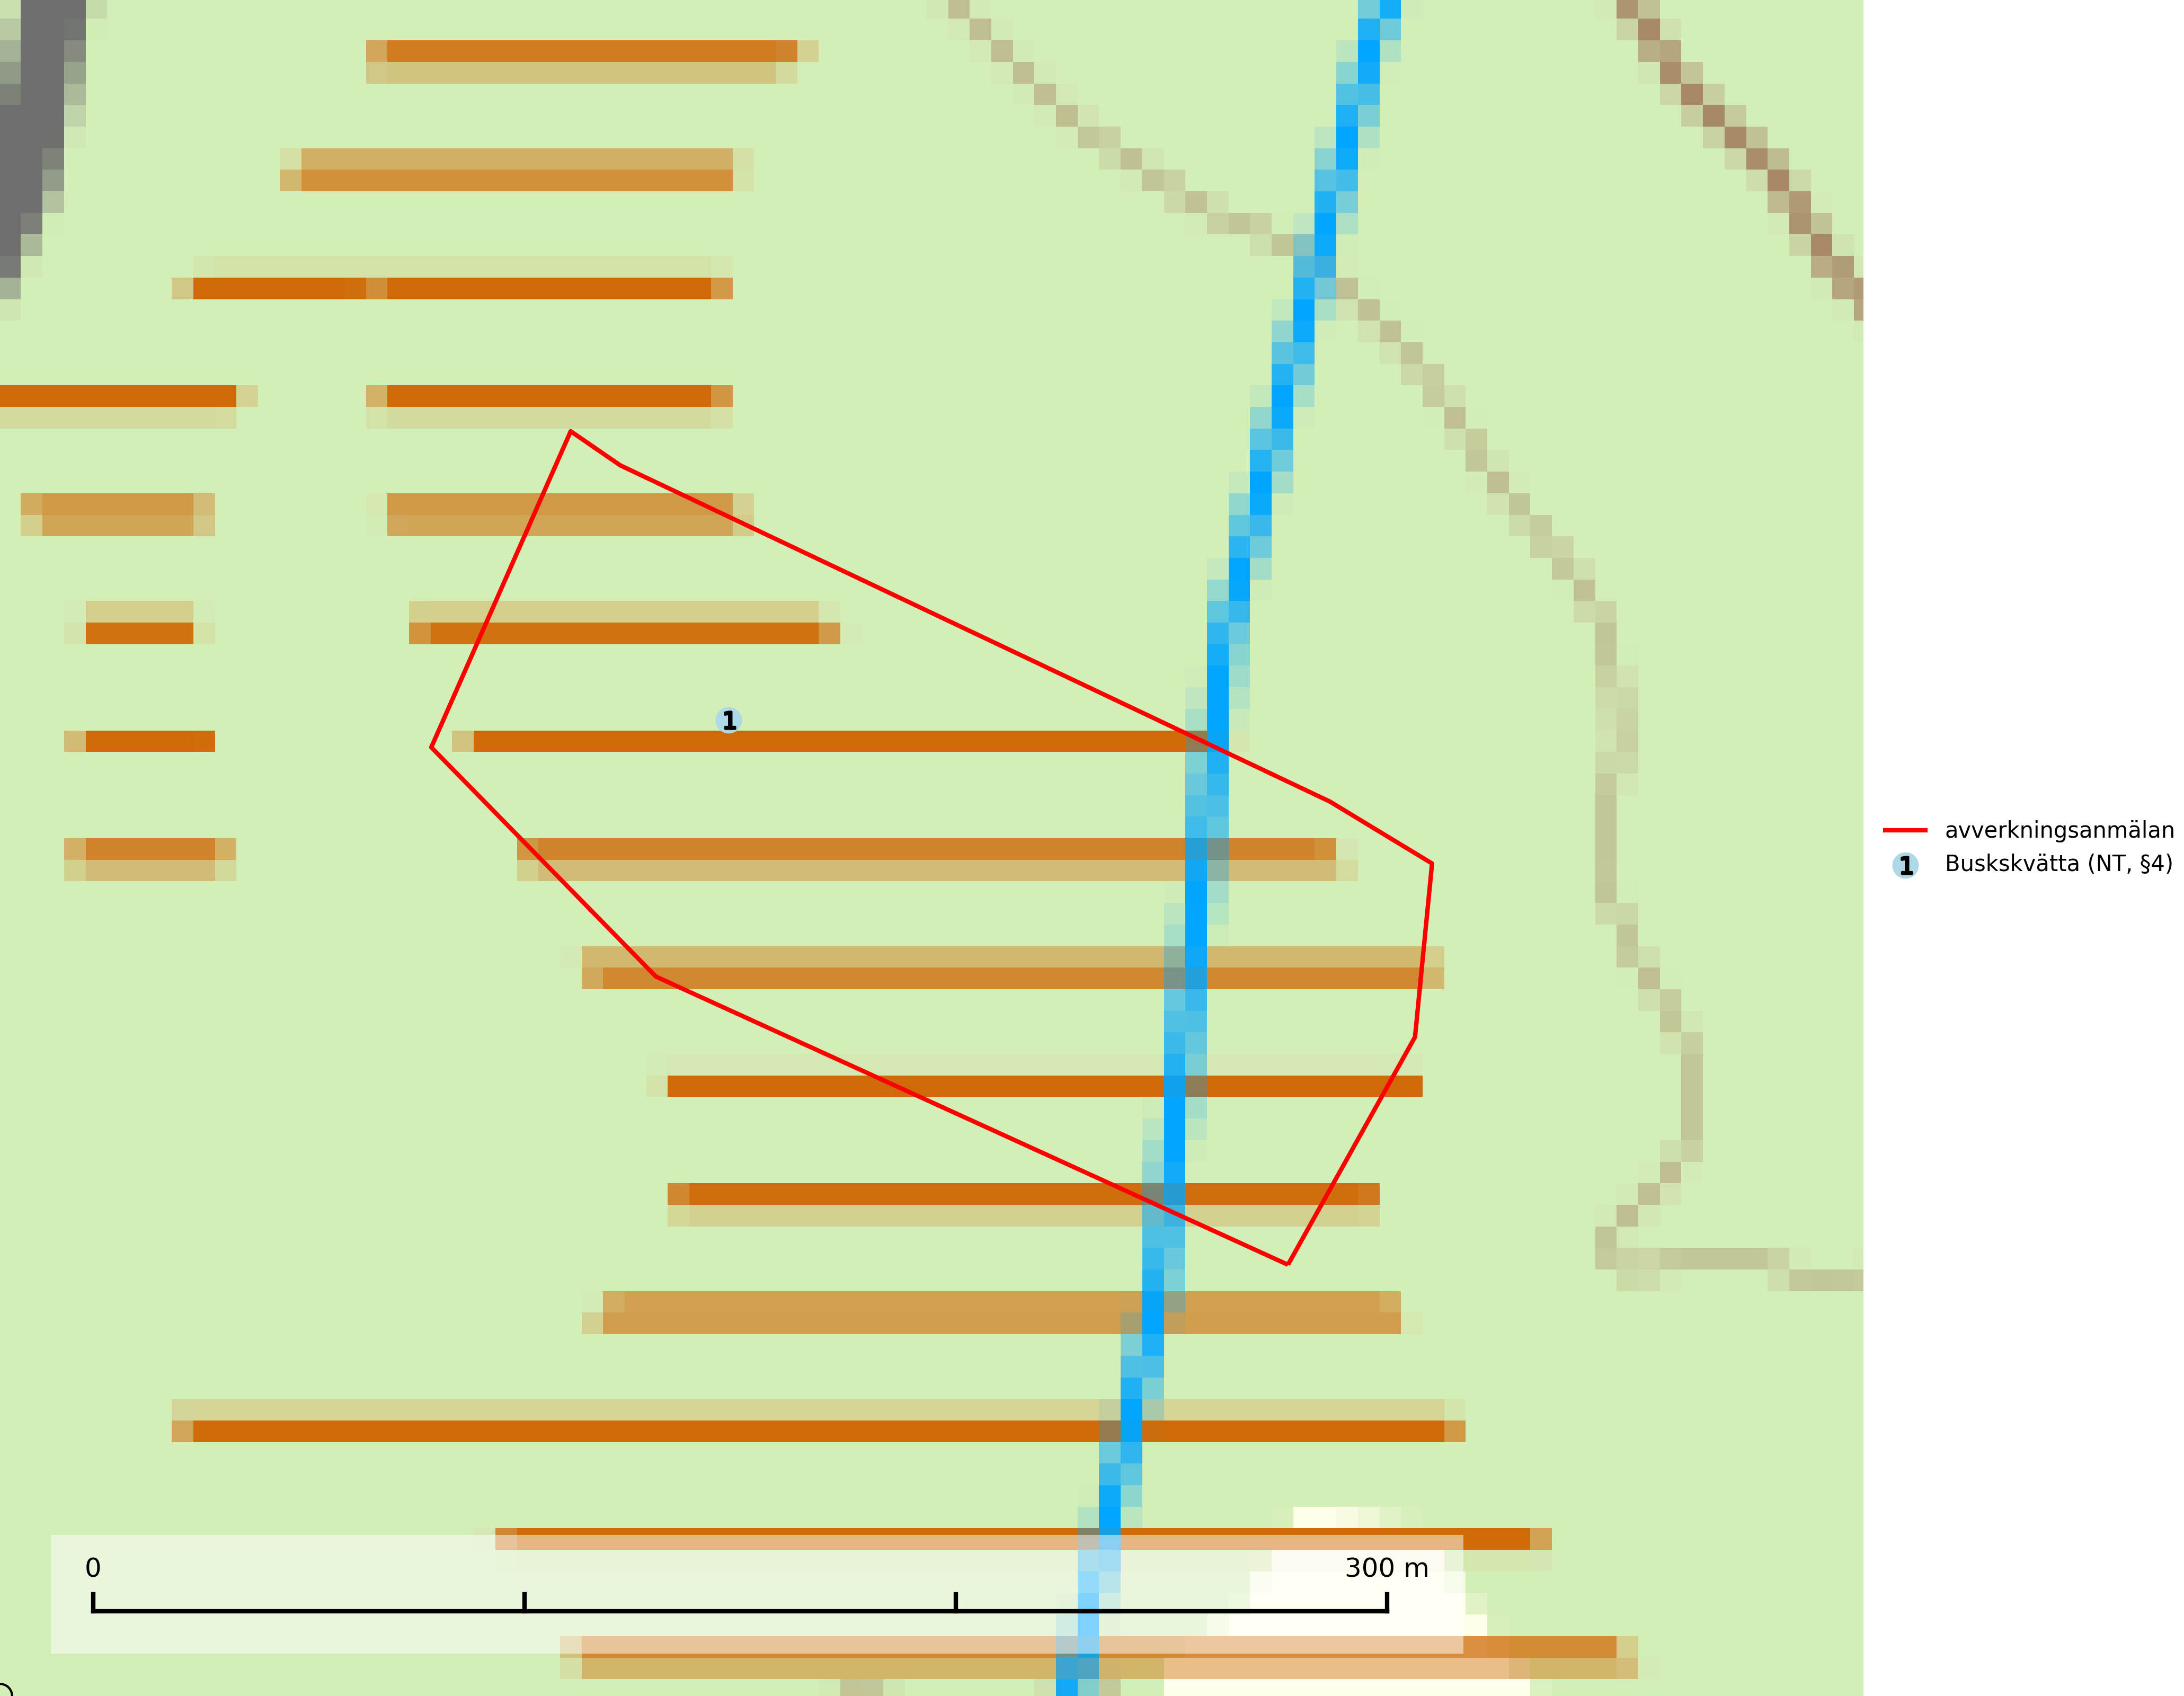 1
avverkningsanmälan
1 Buskskvätta (NT, §4)
0 300 m